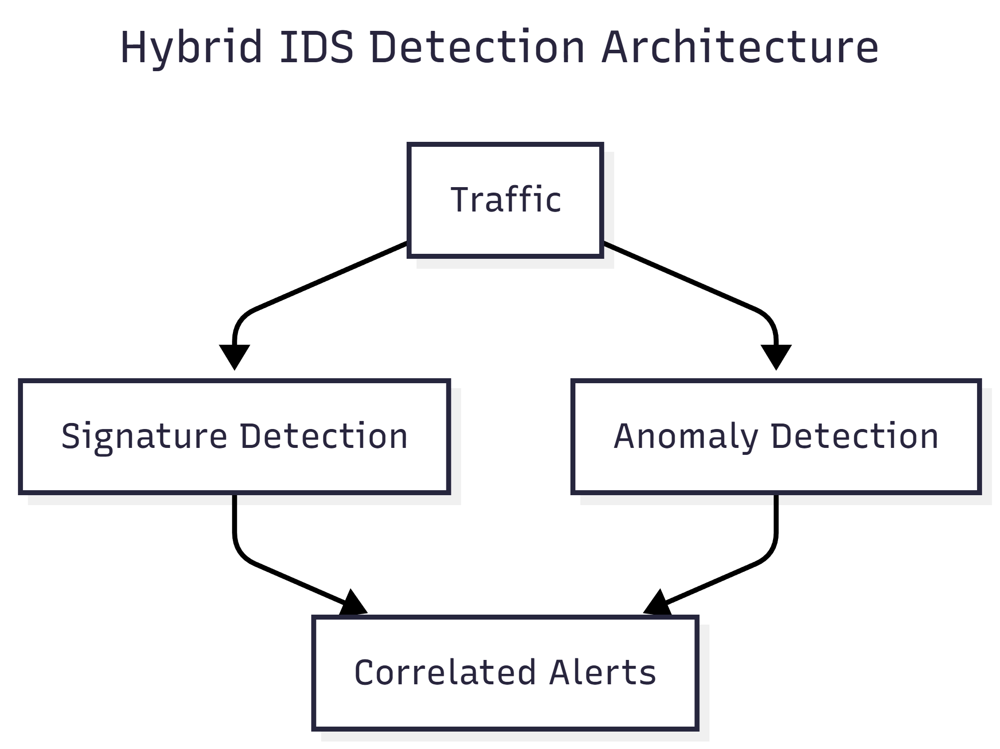 Hybrid IDS Detection Architecture
Traffic
Signature Detection
Anomaly Detection
Correlated Alerts